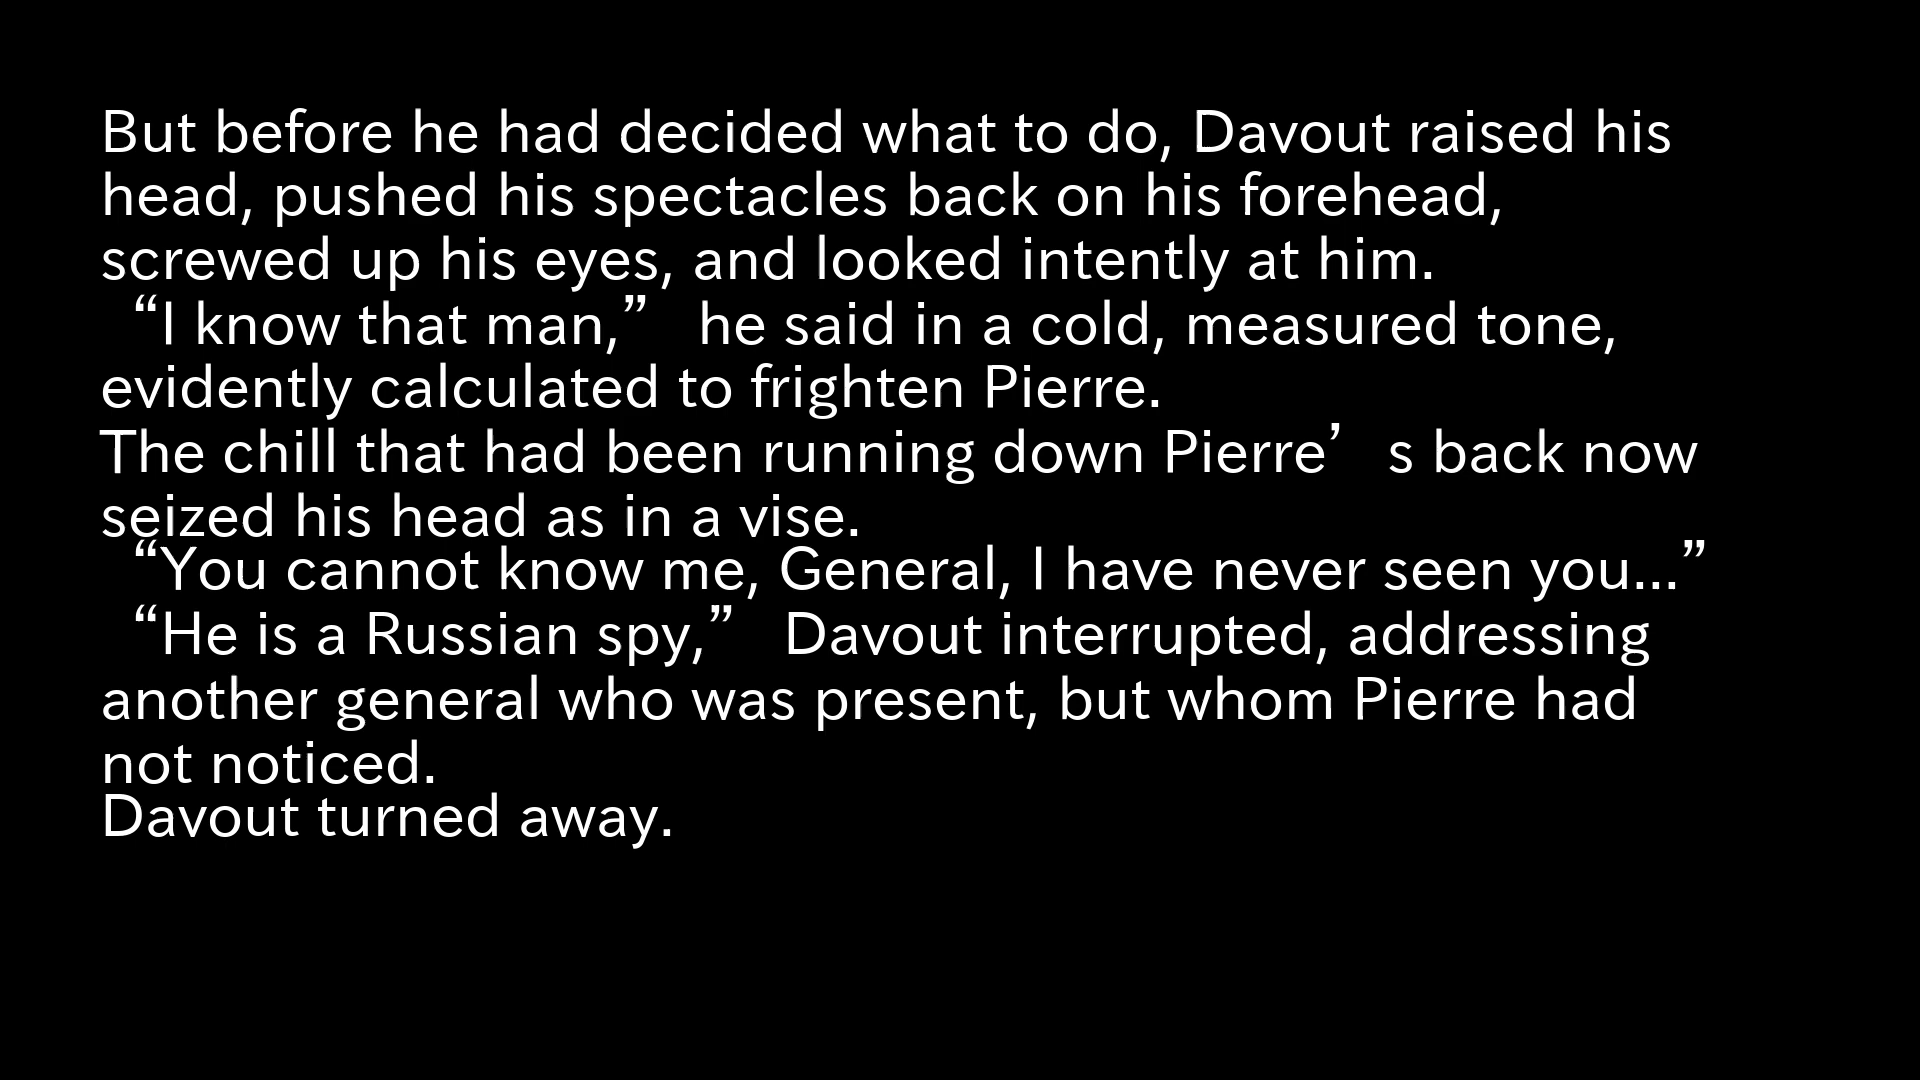 But before he had decided what to do, Davout raised his
head, pushed his spectacles back on his forehead,
screwed up his eyes, and looked intently at him.
“I know that man,” he said in a cold, measured tone,
evidently calculated to frighten Pierre.
The chill that had been running down Pierre’s back now
seized his head as in a vise.
“You cannot know me, General, I have never seen you...”
“He is a Russian spy,” Davout interrupted, addressing
another general who was present, but whom Pierre had
not noticed.
Davout turned away.